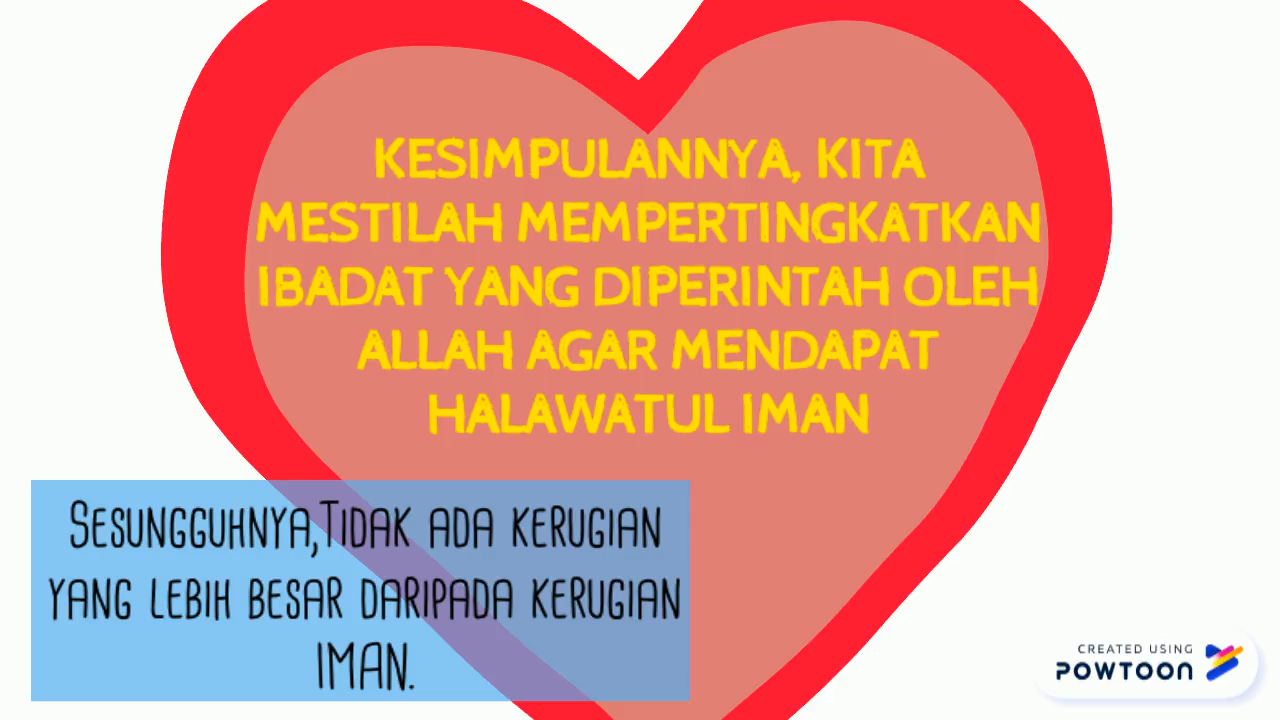 KESIMPULANNYA, KITA
MESTILAH MEMPERTINGKATKAN
IBADAT YANG DIPERINTAH OLEH
ALLAH AGAR MENDAPAT
HALAWATUL IMAN
SESUNGGUHNYA,TIDAK ADA KERUGIAN
YANG LEBIH BESAR DARIPADA KERUGIAN
IMAN.
CREATED USING
POWTOON